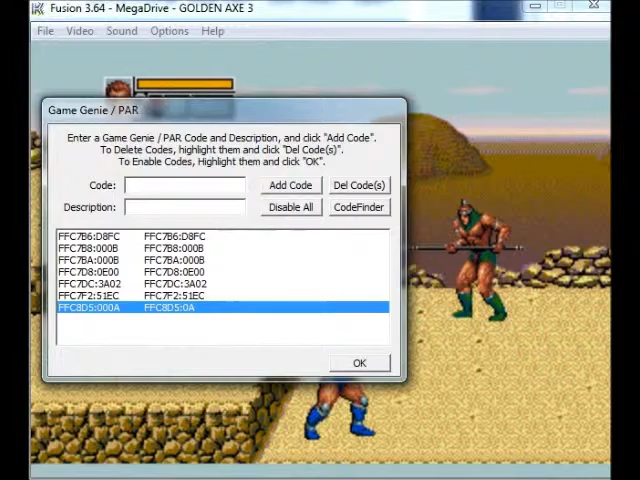 Fusion 3.64 - MegaDrive - GOLDEN AXE 3
File Video Sound Options Help
Game Genie / PAR
Enter a Game Genie / PAR Code and Description, and click "Add Code".
To Delete Codes, highlight them and click "Del Code(s)".
To Enable Codes, Highlight them and click "OK".
Code: Add Code Del Code(s)
Description: Disable All CodeFinder
FFC7B6:D8FC FFC7B6:D8FC
FFC7B8:000B FFC7B8:000B
FFC7BA:000B FFC7BA:000B
FFC7D8:0E00 FFC7D8:0E00
FFC7DC:3A02 FFC7DC:3A02
FFC7F2:51EC FFC7F2:51EC
FFC8D5:000A FFC8D5:0A
OK